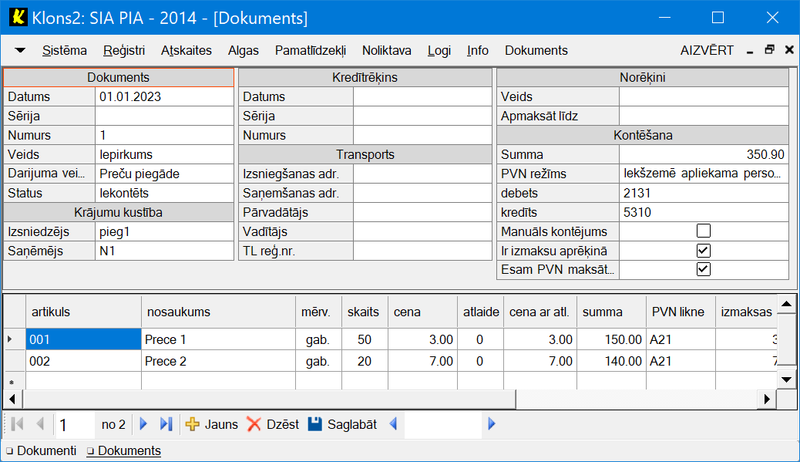 Klons2: SIA PIA - 2014 - [Dokuments]
Sistēma Reģistri Atskaites Algas Pamatlīdzekļi Noliktava Logi Info Dokuments AIZVĒRT
Dokuments Kredītrēķins Norēķini
Datums 01.01.2023 Datums Veids
Sērija Sērija Apmaksāt līdz
Numurs 1 Numurs Kontēšana
Veids Iepirkums Transports Summa 350.90
Darijuma vei... Preču piegāde Izsniegšanas adr. PVN režīms Iekšzemē apliekama perso...
Status Iekontēts Saņemšanas adr. debets 2131
Krājumu kustība Pārvadātājs kredīts 5310
Izsniedzējs pieg1 Vadītājs Manuāls kontējums
Saņēmējs N1 TL reģ.nr. Ir izmaksu aprēķinā
Esam PVN maksāt...
artikuls nosaukums mērv. skaits cena atlaide cena ar atl. summa PVN likne izmaksas
001 Prece 1 gab. 50 3.00 0 3.00 150.00 A21 3
002 Prece 2 gab. 20 7.00 0 7.00 140.00 A21 7
1 no 2 Jauns Dzēst Saglabāt
Dokumenti Dokuments